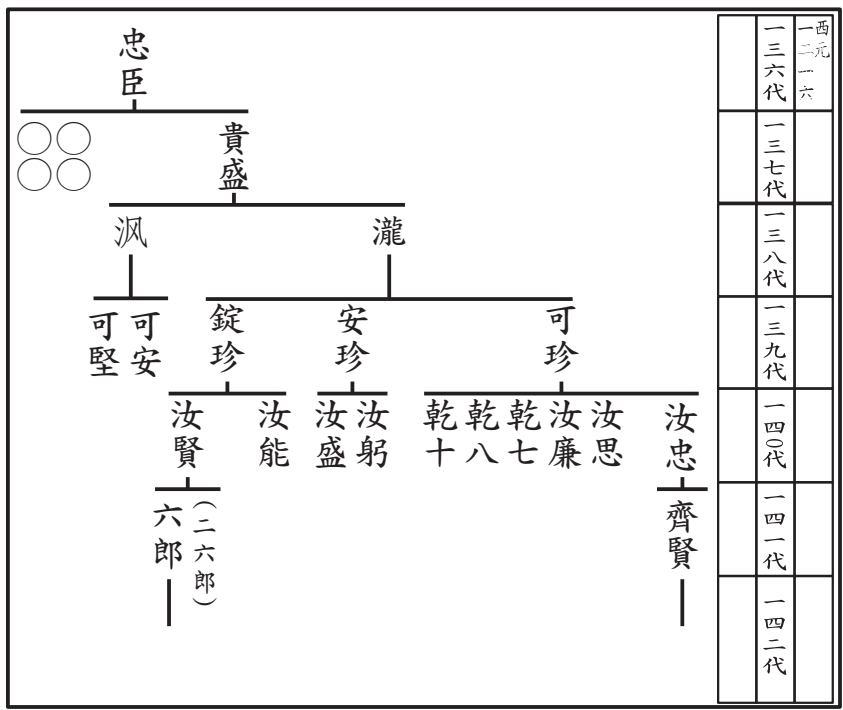 西元
一二一六
一三六代
一三七代
一三八代
一三九代
一四〇代
一四一代
一四二代
忠臣
貴盛
〇〇
〇〇
瀧
沨
可珍
安珍
錠珍
可安
可堅
汝忠
汝思
汝廉
乾七
乾八
乾十
汝躬
汝盛
汝能
汝賢
齊賢
(二六郎)
六郎